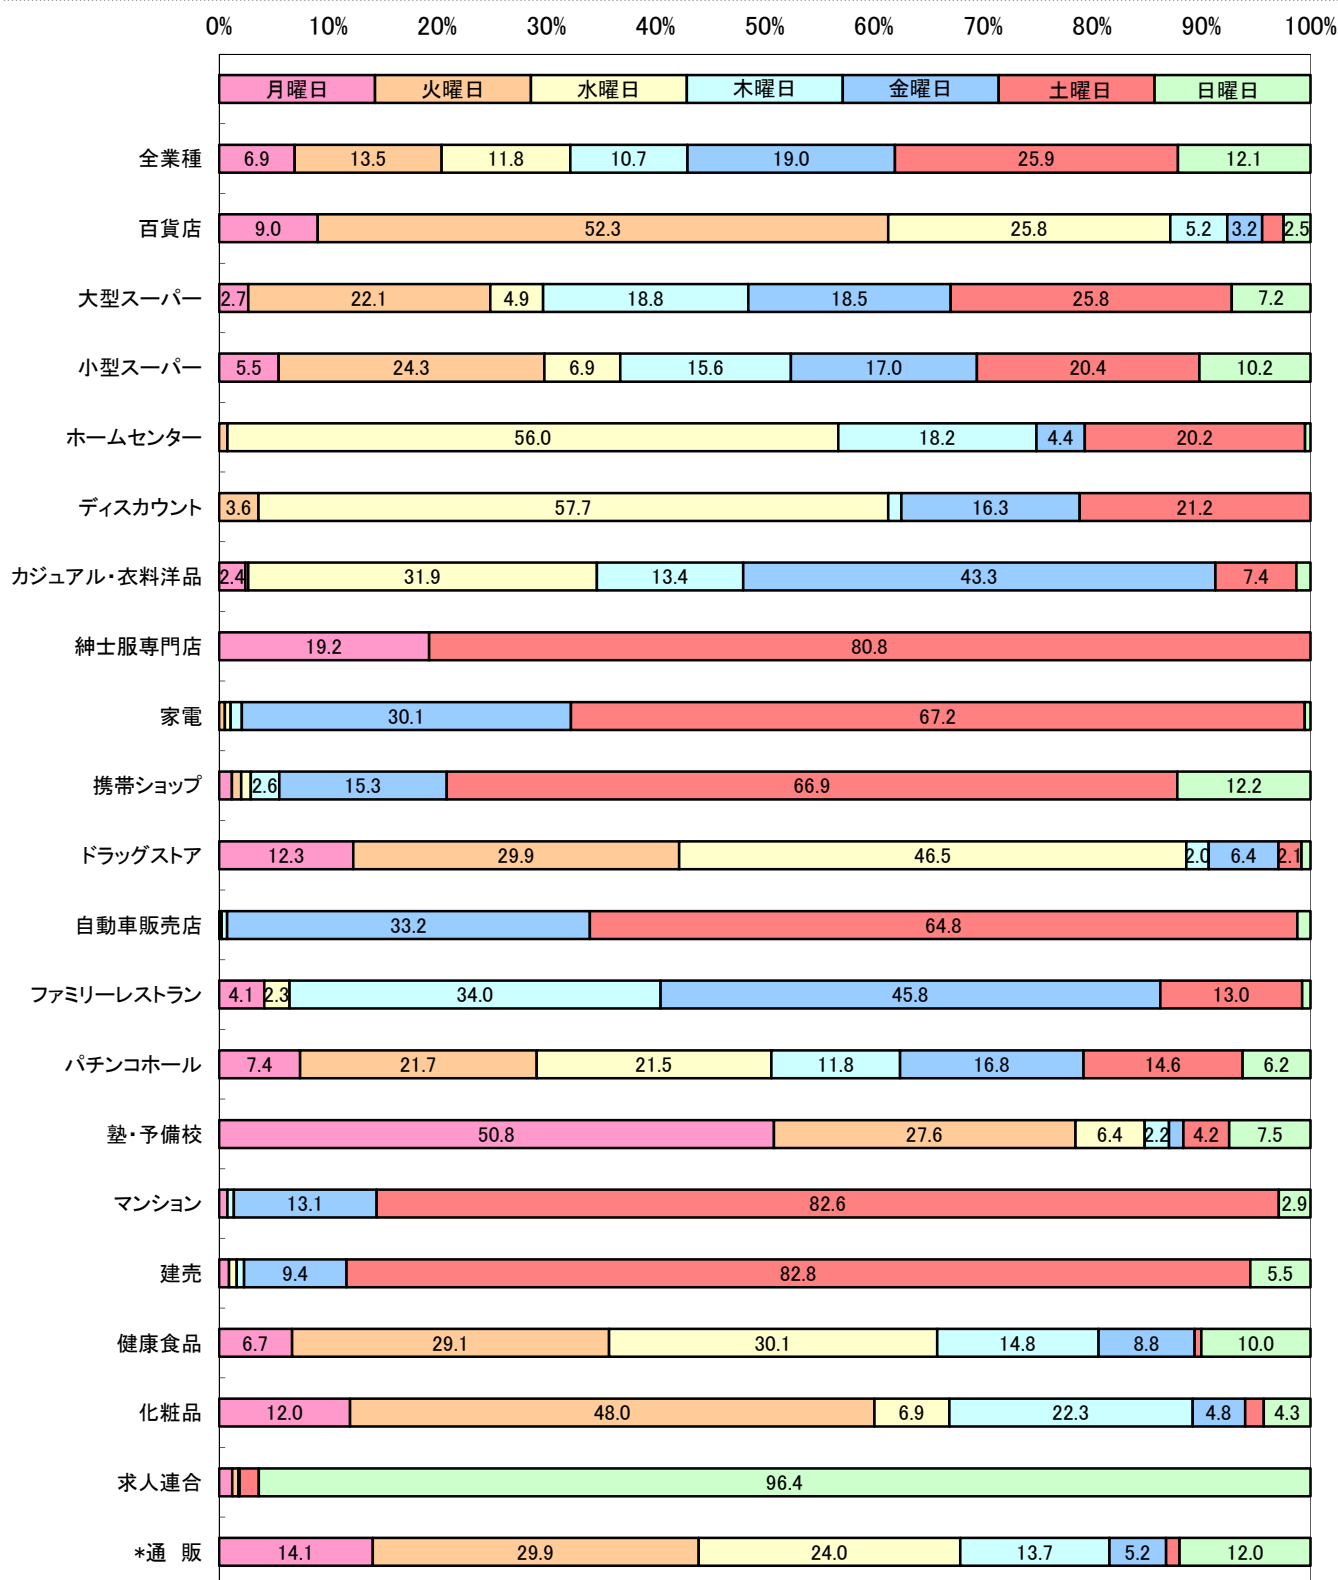 0% 10% 20% 30% 40% 50% 60% 70% 80% 90% 100%
月曜日 火曜日 水曜日 木曜日 金曜日 土曜日 日曜日
全業種 6.9 13.5 11.8 10.7 19.0 25.9 12.1
百貨店 9.0 52.3 25.8 5.2 3.2 2.5
大型スーパー 2.7 22.1 4.9 18.8 18.5 25.8 7.2
小型スーパー 5.5 24.3 6.9 15.6 17.0 20.4 10.2
ホームセンター 56.0 18.2 4.4 20.2
ディスカウント 3.6 57.7 16.3 21.2
カジュアル・衣料洋品 2.4 31.9 13.4 43.3 7.4
紳士服専門店 19.2 80.8
家電 30.1 67.2
携帯ショップ 2.6 15.3 66.9 12.2
ドラッグストア 12.3 29.9 46.5 2.0 6.4 2.1
自動車販売店 33.2 64.8
ファミリーレストラン 4.1 2.3 34.0 45.8 13.0
パチンコホール 7.4 21.7 21.5 11.8 16.8 14.6 6.2
塾・予備校 50.8 27.6 6.4 2.2 4.2 7.5
マンション 13.1 82.6 2.9
建売 9.4 82.8 5.5
健康食品 6.7 29.1 30.1 14.8 8.8 10.0
化粧品 12.0 48.0 6.9 22.3 4.8 4.3
求人連合 96.4
*通　販 14.1 29.9 24.0 13.7 5.2 12.0